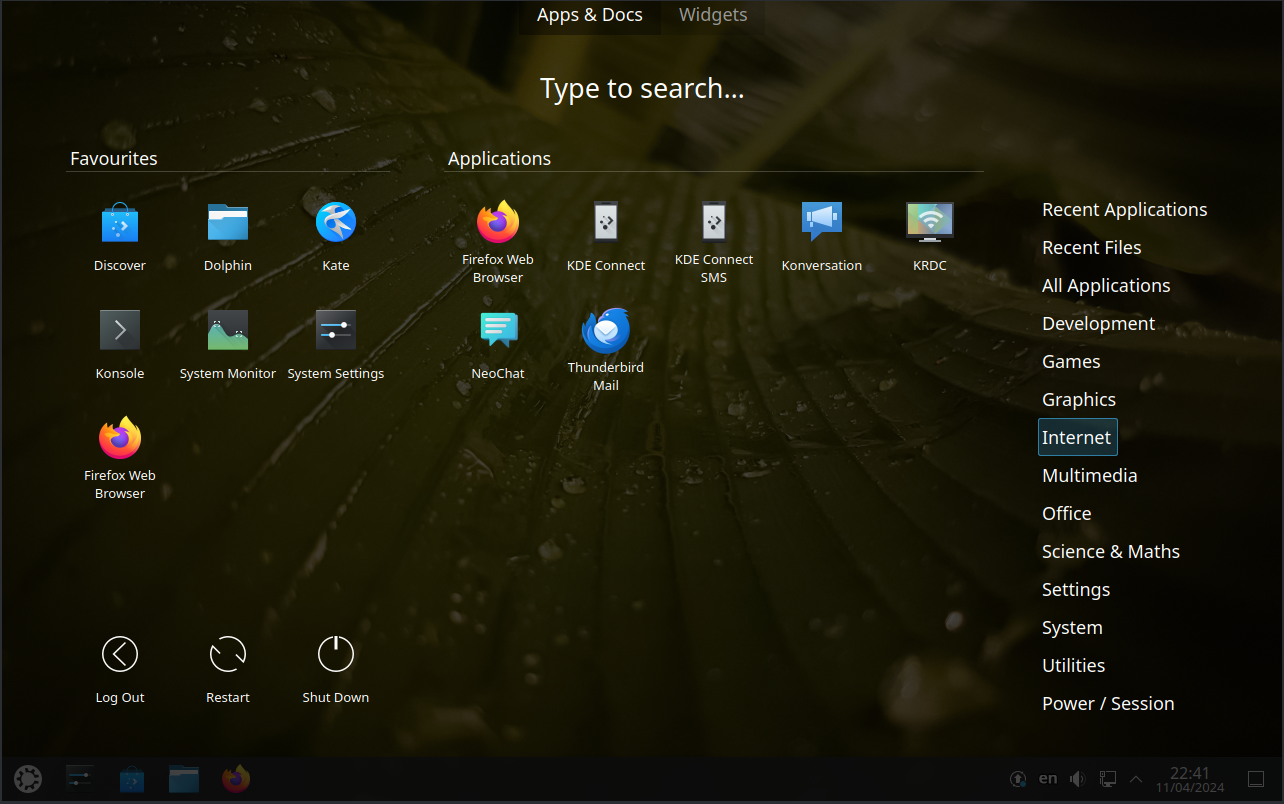 Apps & Docs
Widgets
Type to search...
Favourites
Discover
Dolphin
Kate
Konsole
System Monitor
System Settings
Firefox Web
Browser
Log Out
Restart
Shut Down
Applications
Firefox Web
Browser
KDE Connect
KDE Connect
SMS
Konversation
KRDC
NeoChat
Thunderbird
Mail
Recent Applications
Recent Files
All Applications
Development
Games
Graphics
Internet
Multimedia
Office
Science & Maths
Settings
System
Utilities
Power / Session
en
22:41
11/04/2024